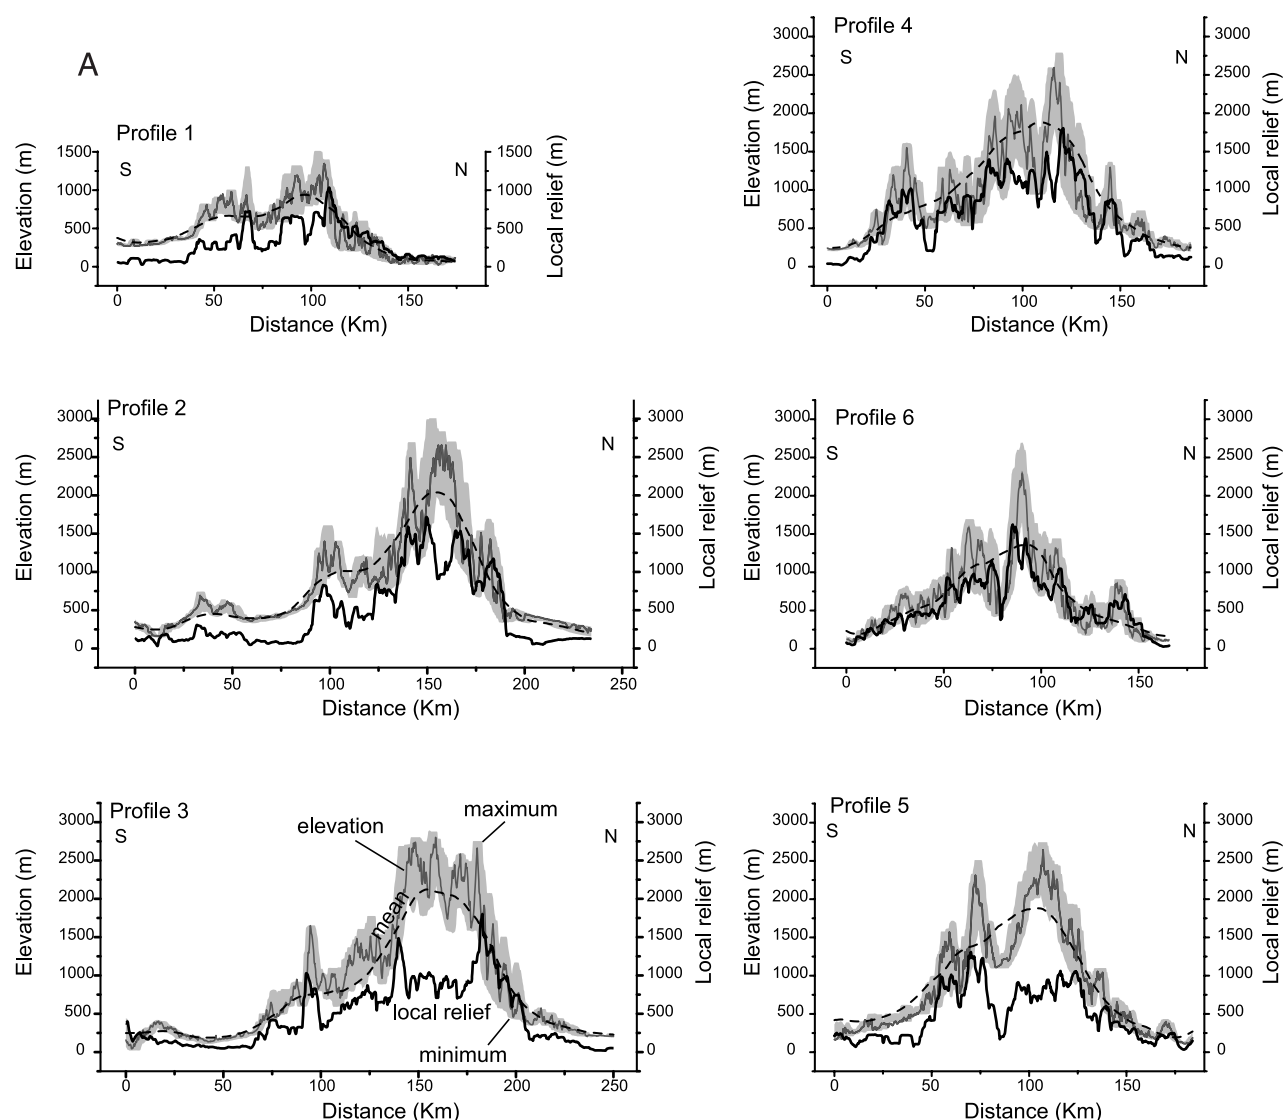 A
Profile 1
S N
Elevation (m)
1500
1000
500
0
Local relief (m)
1500
1000
500
0
0 50 100 150
Distance (Km)
Profile 4
S N
Elevation (m)
3000
2500
2000
1500
1000
500
0
Local relief (m)
3000
2500
2000
1500
1000
500
0
0 50 100 150
Distance (Km)
Profile 2
S N
Elevation (m)
3000
2500
2000
1500
1000
500
0
Local relief (m)
3000
2500
2000
1500
1000
500
0
0 50 100 150 200 250
Distance (Km)
Profile 6
S N
Elevation (m)
3000
2500
2000
1500
1000
500
0
Local relief (m)
3000
2500
2000
1500
1000
500
0
0 50 100 150
Distance (Km)
Profile 3
S N
elevation
maximum
mean
local relief
minimum
Elevation (m)
3000
2500
2000
1500
1000
500
0
Local relief (m)
3000
2500
2000
1500
1000
500
0
0 50 100 150 200 250
Distance (Km)
Profile 5
S N
Elevation (m)
3000
2500
2000
1500
1000
500
0
Local relief (m)
3000
2500
2000
1500
1000
500
0
0 50 100 150
Distance (Km)